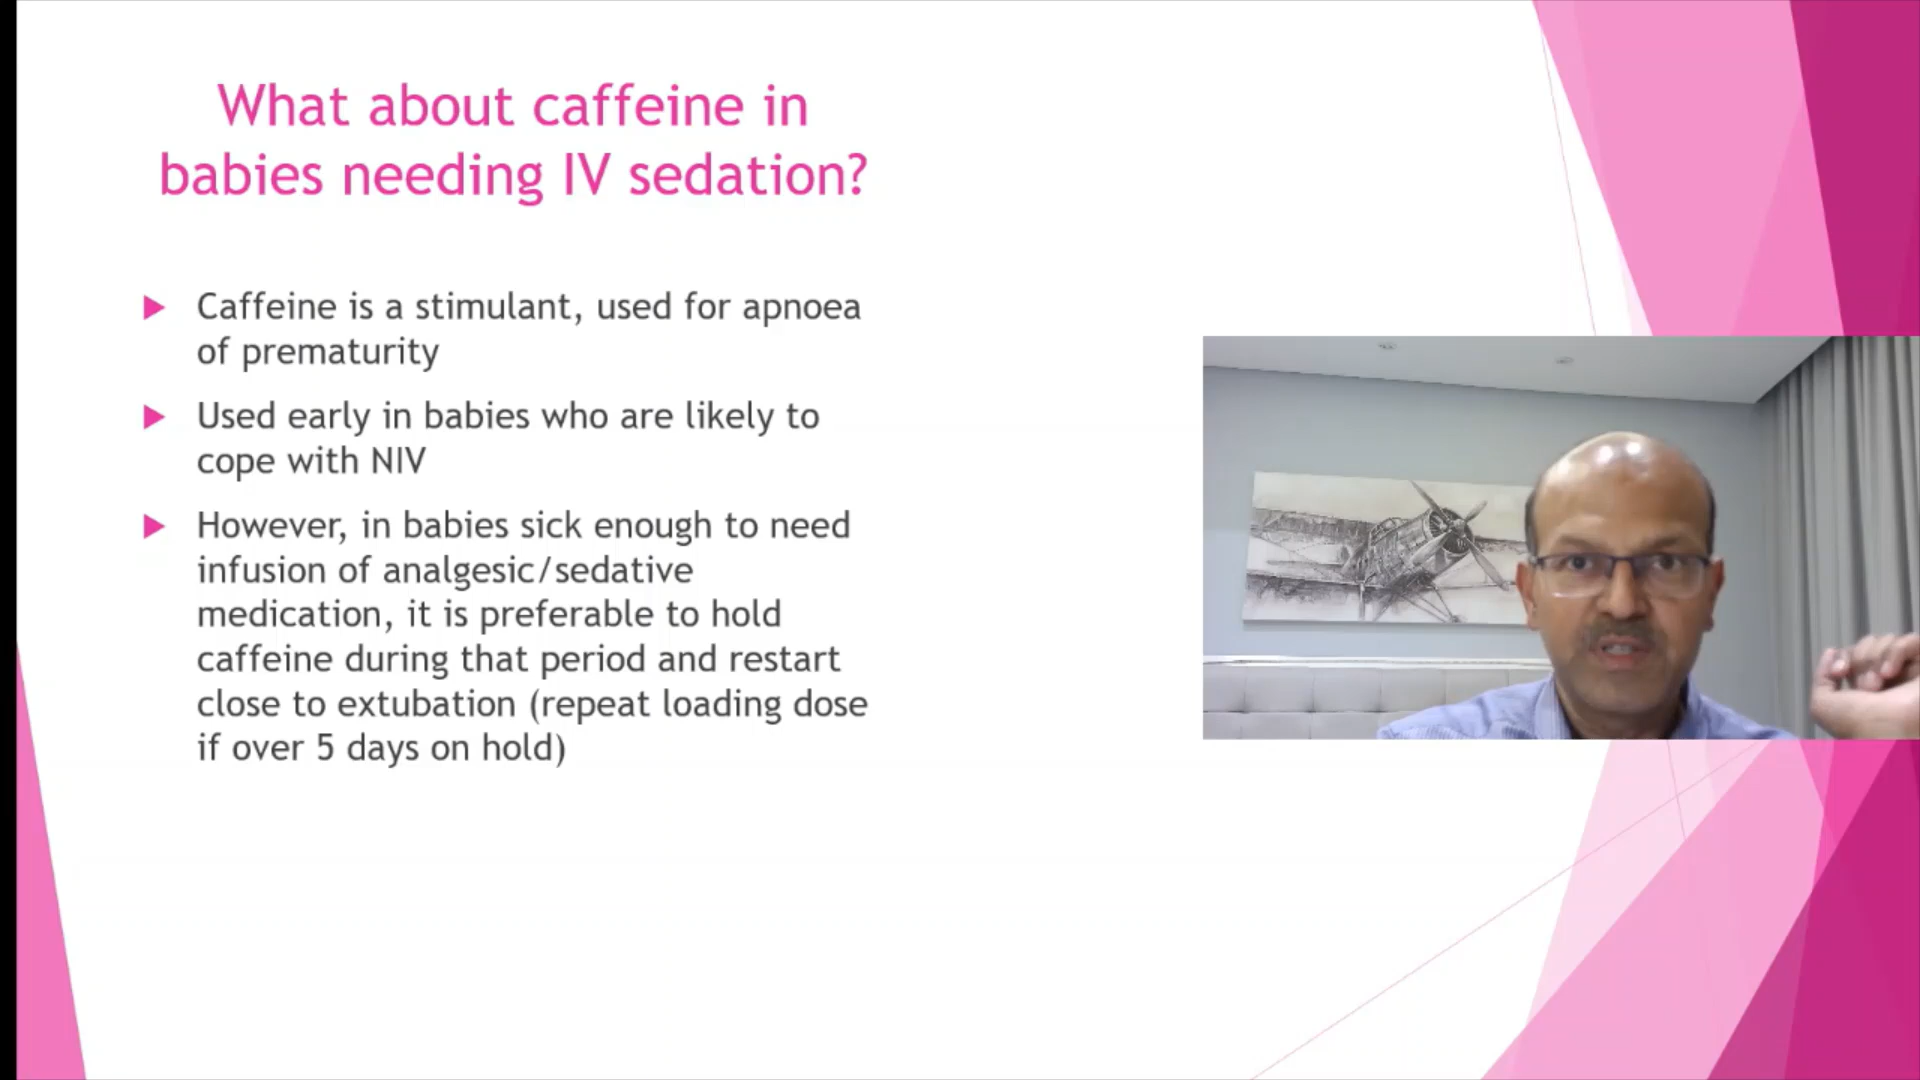 What about caffeine in
babies needing IV sedation?
Caffeine is a stimulant, used for apnoea
of prematurity
Used early in babies who are likely to
cope with NIV
However, in babies sick enough to need
infusion of analgesic/sedative
medication, it is preferable to hold
caffeine during that period and restart
close to extubation (repeat loading dose
if over 5 days on hold)